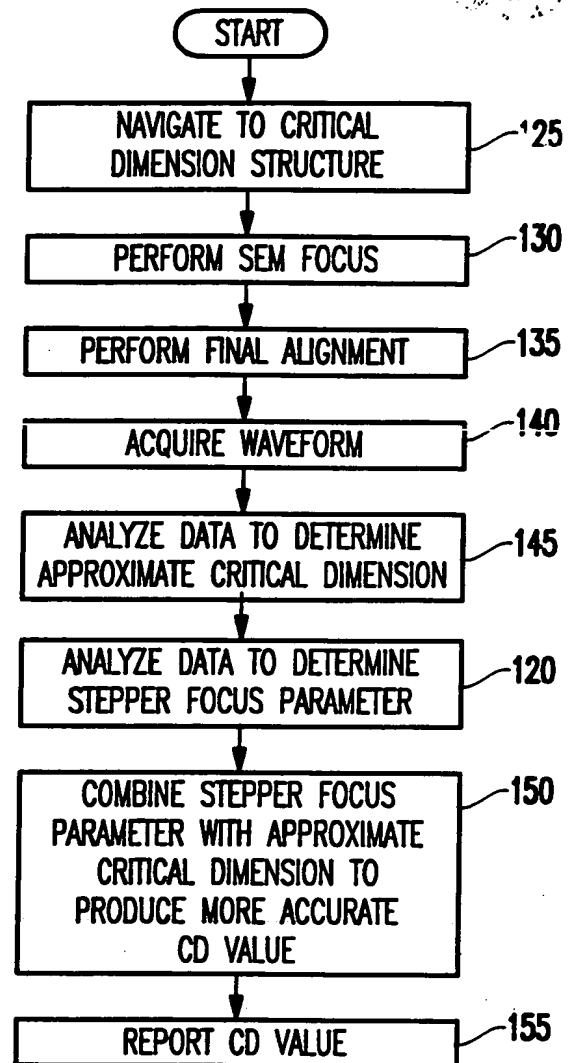 START
NAVIGATE TO CRITICAL
DIMENSION STRUCTURE
125
PERFORM SEM FOCUS
130
PERFORM FINAL ALIGNMENT
135
ACQUIRE WAVEFORM
140
ANALYZE DATA TO DETERMINE
APPROXIMATE CRITICAL DIMENSION
145
ANALYZE DATA TO DETERMINE
STEPPER FOCUS PARAMETER
120
COMBINE STEPPER FOCUS
PARAMETER WITH APPROXIMATE
CRITICAL DIMENSION TO
PRODUCE MORE ACCURATE
CD VALUE
150
REPORT CD VALUE
155